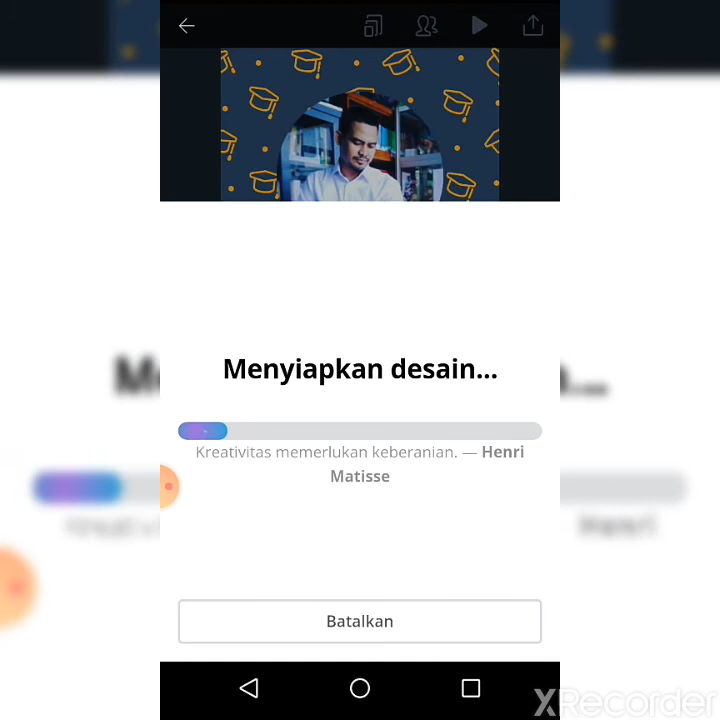 Menyiapkan desain...
Kreativitas memerlukan keberanian. — Henri
Matisse
Batalkan
XRecorder